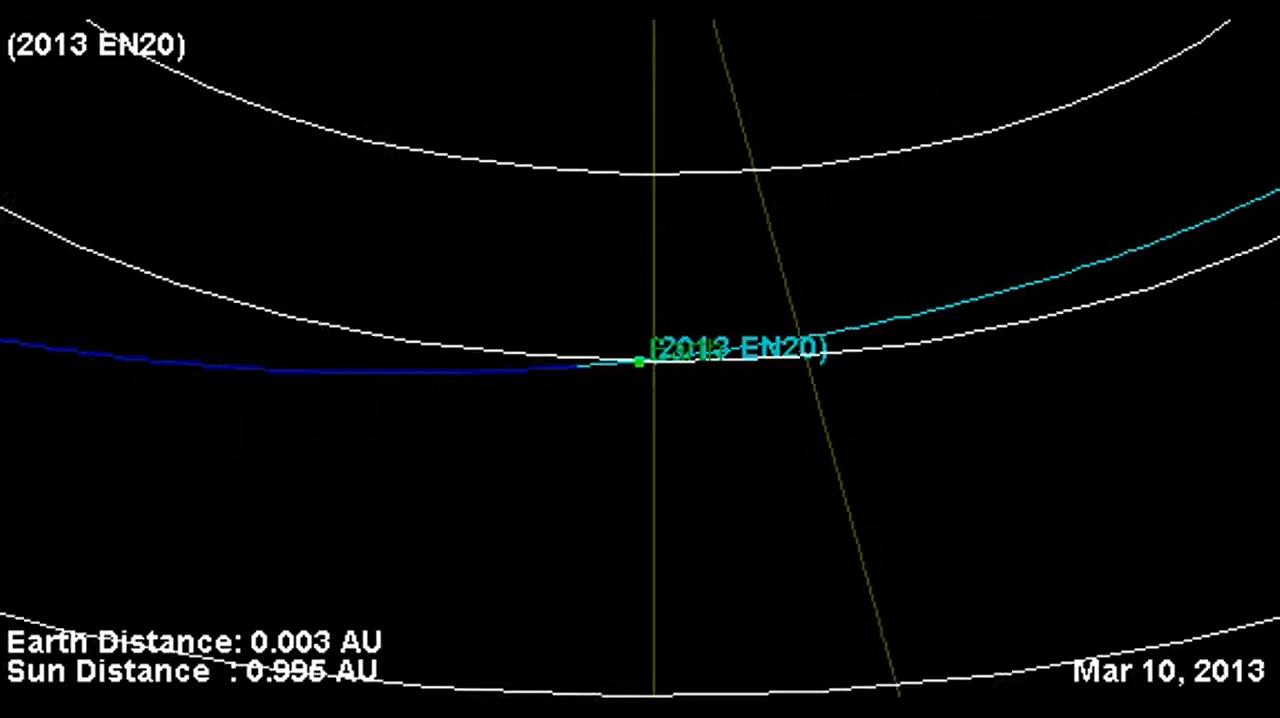 (2013 EN20)
(2013 EN20)
Earth Distance: 0.003 AU
Sun Distance : 0.995 AU
Mar 10, 2013